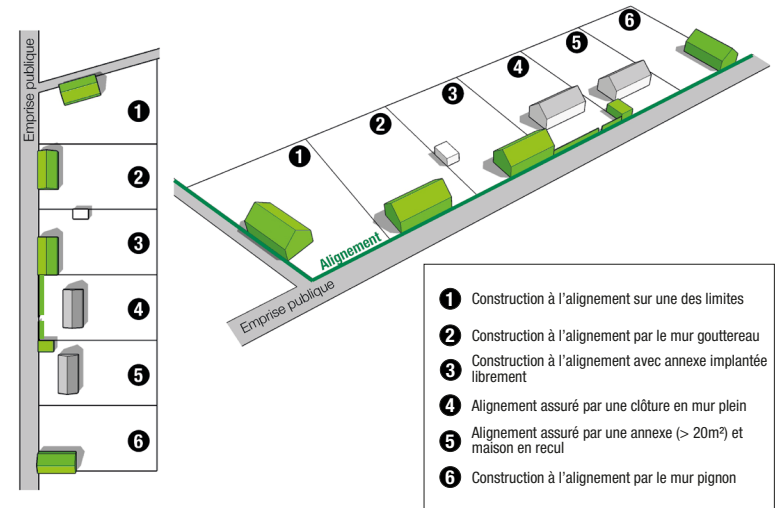 Emprise publique
1
2
3
4
5
6
1
2
3
4
5
6
Alignement
Emprise publique
1 Construction à l'alignement sur une des limites
2 Construction à l'alignement par le mur gouttereau
3 Construction à l'alignement avec annexe implantée
librement
4 Alignement assuré par une clôture en mur plein
5 Alignement assuré par une annexe (> 20m²) et
maison en recul
6 Construction à l'alignement par le mur pignon